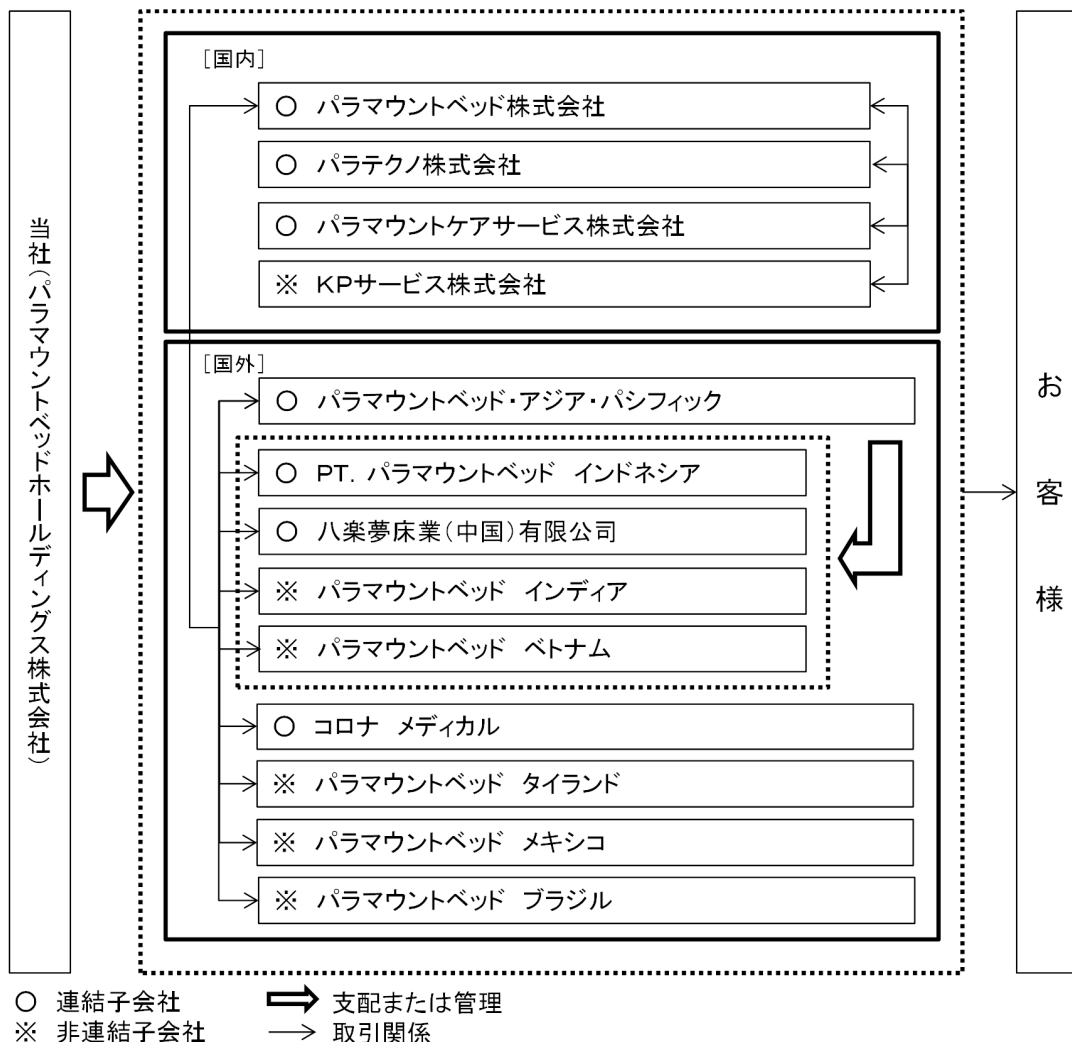 当社(パラマウントベッドホールディングス株式会社)
[国内]
○ パラマウントベッド株式会社
○ パラテクノ株式会社
○ パラマウントケアサービス株式会社
※ KPサービス株式会社
[国外]
○ パラマウントベッド・アジア・パシフィック
○ PT. パラマウントベッド インドネシア
○ 八楽夢床業(中国)有限公司
※ パラマウントベッド インディア
※ パラマウントベッド ベトナム
○ コロナ メディカル
※ パラマウントベッド タイランド
※ パラマウントベッド メキシコ
※ パラマウントベッド ブラジル
お客様
○ 連結子会社
支配または管理
※ 非連結子会社
取引関係